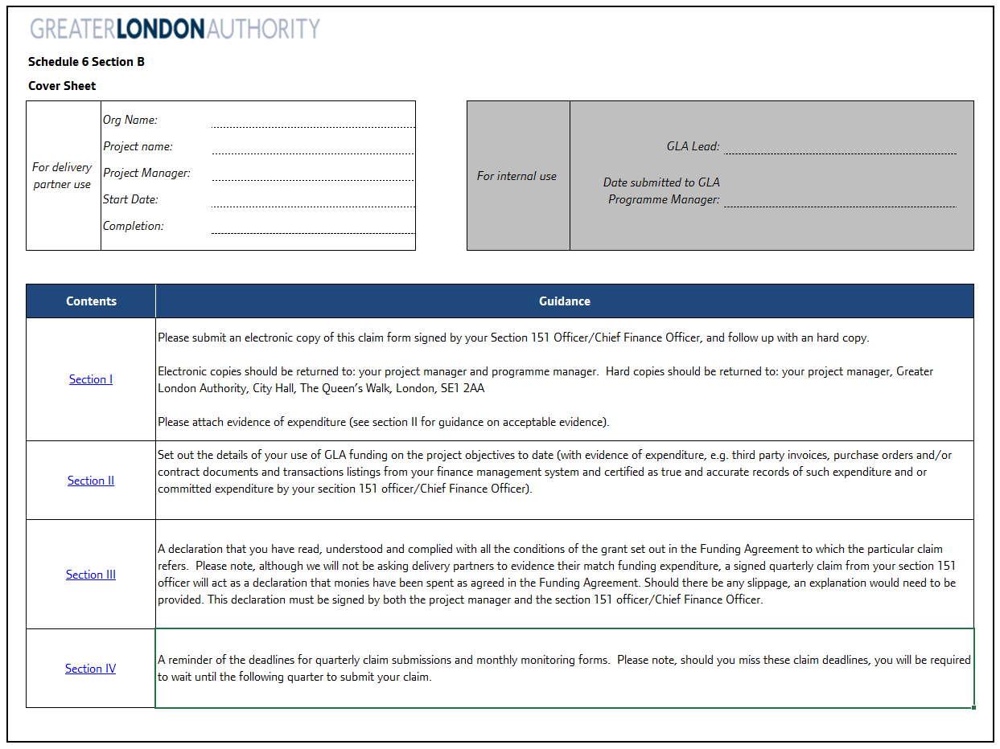 GREATERLONDONAUTHORITY
Schedule 6 Section B
Cover Sheet
For delivery
partner use
Org Name:
Project name:
Project Manager:
Start Date:
Completion:
For internal use
GLA Lead:
Date submitted to GLA
Programme Manager:
Contents
Guidance
Section I
Please submit an electronic copy of this claim form signed by your Section 151 Officer/Chief Finance Officer, and follow up with an hard copy.
Electronic copies should be returned to: your project manager and programme manager.  Hard copies should be returned to: your project manager, Greater
London Authority, City Hall, The Queen's Walk, London, SE1 2AA
Please attach evidence of expenditure (see section II for guidance on acceptable evidence).
Section II
Set out the details of your use of GLA funding on the project objectives to date (with evidence of expenditure, e.g. third party invoices, purchase orders and/or
contract documents and transactions listings from your finance management system and certified as true and accurate records of such expenditure and or
committed expenditure by your secition 151 officer/Chief Finance Officer).
Section III
A declaration that you have read, understood and complied with all the conditions of the grant set out in the Funding Agreement to which the particular claim
refers.  Please note, although we will not be asking delivery partners to evidence their match funding expenditure, a signed quarterly claim from your section 151
officer will act as a declaration that monies have been spent as agreed in the Funding Agreement. Should there be any slippage, an explanation would need to be
provided. This declaration must be signed by both the project manager and the section 151 officer/Chief Finance Officer.
Section IV
A reminder of the deadlines for quarterly claim submissions and monthly monitoring forms.  Please note, should you miss these claim deadlines, you will be required
to wait until the following quarter to submit your claim.